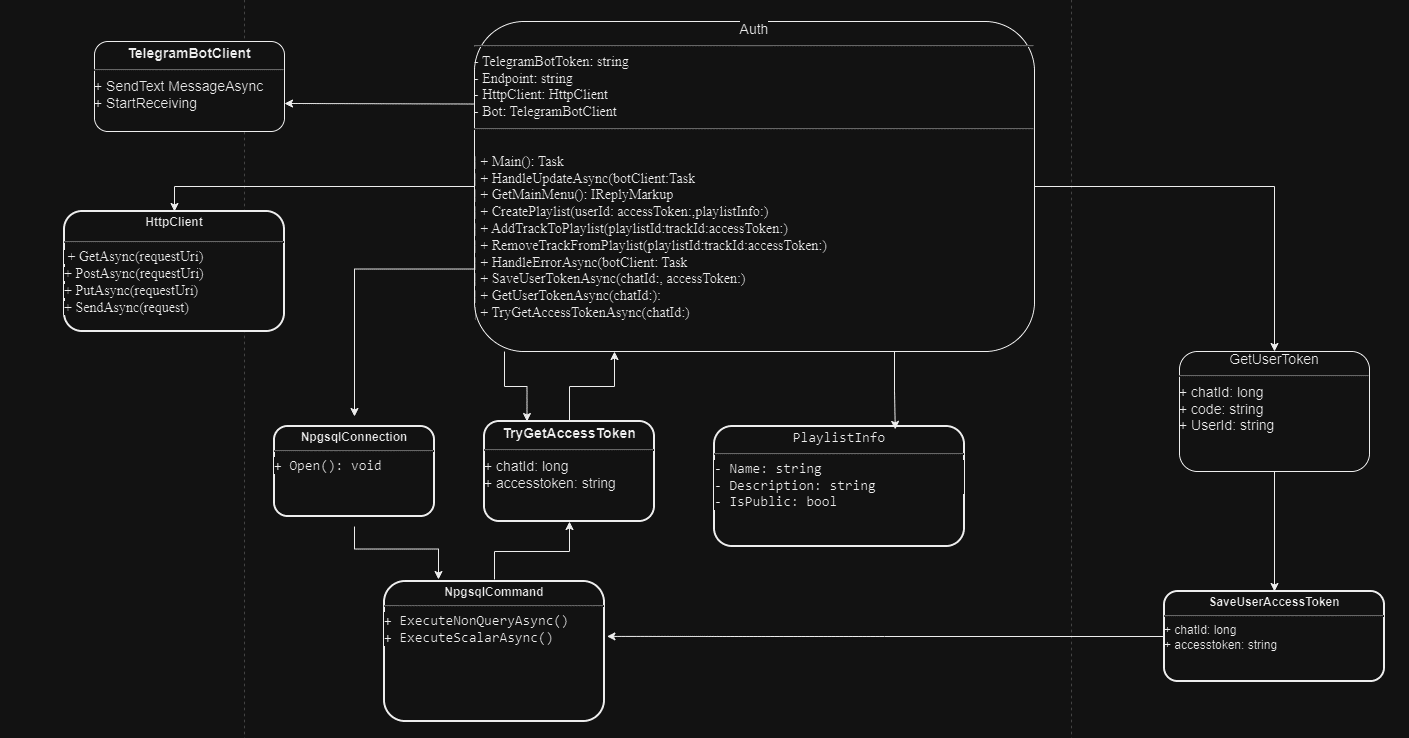 Auth
- TelegramBotToken: string
- Endpoint: string
- HttpClient: HttpClient
- Bot: TelegramBotClient
+ Main(): Task
+ HandleUpdateAsync(botClient:Task
+ GetMainMenu(): IReplyMarkup
+ CreatePlaylist(userId: accessToken:,playlistInfo:)
+ AddTrackToPlaylist(playlistId:trackId:accessToken:)
+ RemoveTrackFromPlaylist(playlistId:trackId:accessToken:)
+ HandleErrorAsync(botClient: Task
+ SaveUserTokenAsync(chatId:, accessToken:)
+ GetUserTokenAsync(chatId:):
+ TryGetAccessTokenAsync(chatId:)
TelegramBotClient
+ SendText MessageAsync
+ StartReceiving
HttpClient
+ GetAsync(requestUri)
+ PostAsync(requestUri)
+ PutAsync(requestUri)
+ SendAsync(request)
NpgsqlConnection
+ Open(): void
TryGetAccessToken
+ chatId: long
+ accesstoken: string
PlaylistInfo
- Name: string
- Description: string
- IsPublic: bool
GetUserToken
+ chatId: long
+ code: string
+ UserId: string
NpgsqlCommand
+ ExecuteNonQueryAsync()
+ ExecuteScalarAsync()
SaveUserAccessToken
+ chatId: long
+ accesstoken: string